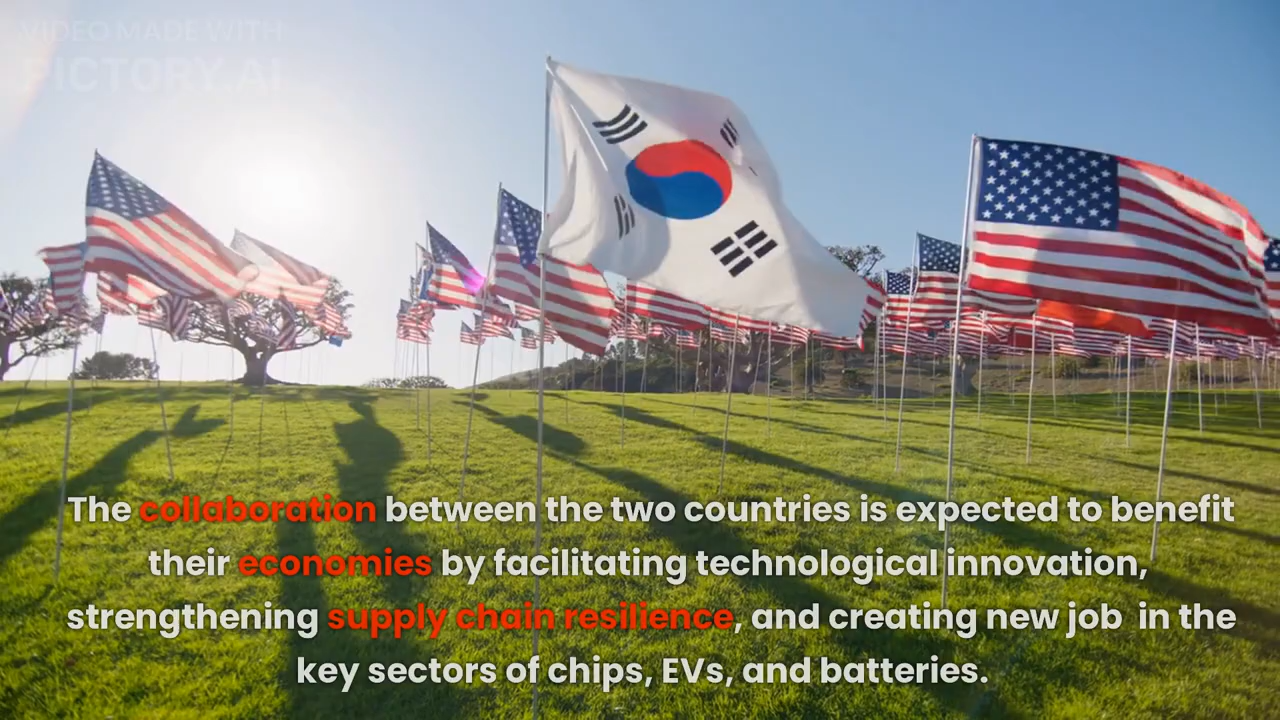 VIDEO MADE WITH
PICTORY.AI
The collaboration between the two countries is expected to benefit
their economies by facilitating technological innovation,
strengthening supply chain resilience, and creating new job in the
key sectors of chips, EVs, and batteries.